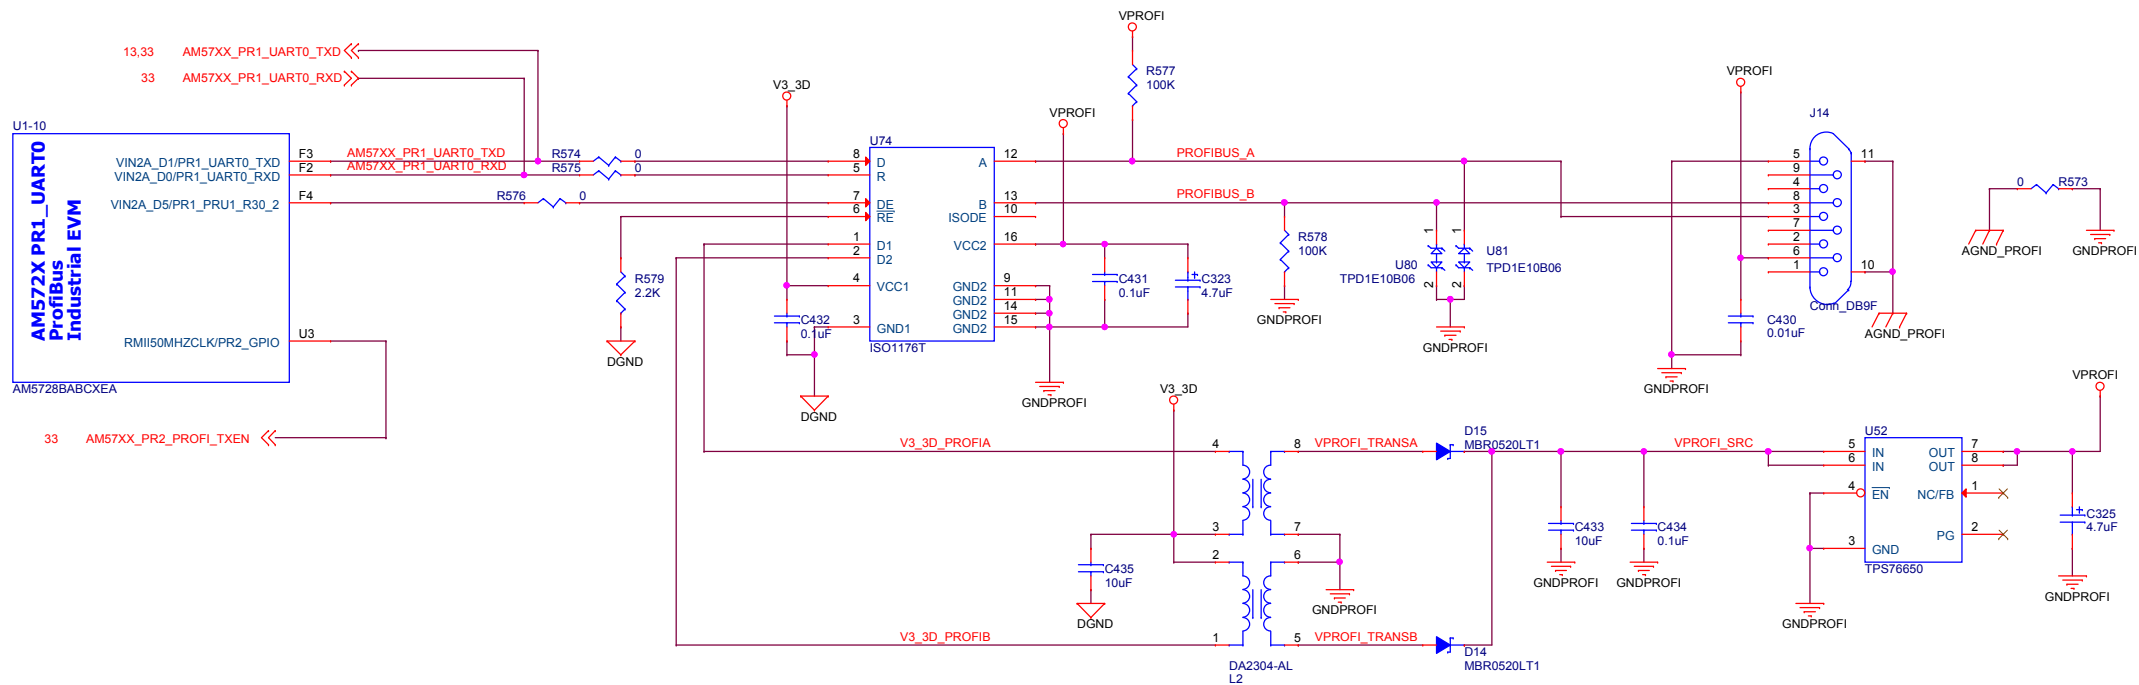 13,33 AM57XX_PR1_UART0_TXD
33 AM57XX_PR1_UART0_RXD
U1-10
AM572X PR1_UART0
ProfiBus
Industrial EVM
VIN2A_D1/PR1_UART0_TXD
VIN2A_D0/PR1_UART0_RXD
VIN2A_D5/PR1_PRU1_R30_2
RMII50MHZCLK/PR2_GPIO
AM5728BABCXEA
F3
F2
F4
U3
AM57XX_PR1_UART0_TXD
AM57XX_PR1_UART0_RXD
33 AM57XX_PR2_PROFI_TXEN
R574 0
R575 0
R576 0
R579
2.2K
DGND
V3_3D
C432
0.1uF
DGND
U74
8 D
5 R
7 DE
6 RE
1 D1
2 D2
4 VCC1
3 GND1
A 12
B 13
ISODE 10
VCC2 16
GND2 9
GND2 11
GND2 14
GND2 15
ISO1176T
VPROFI
R577
100K
VPROFI
PROFIBUS_A
PROFIBUS_B
C431
0.1uF
+
C323
4.7uF
GNDPROFI
R578
100K
GNDPROFI
1
1
U80
TPD1E10B06
U81
TPD1E10B06
2
2
GNDPROFI
VPROFI
J14
5
9
4
8
3
7
2
6
1
11
10
Conn_DB9F
C430
0.01uF
GNDPROFI
AGND_PROFI
0 R573
AGND_PROFI
GNDPROFI
V3_3D
V3_3D_PROFIA
V3_3D_PROFIB
C435
10uF
DGND
4
3
2
1
8
7
6
5
DA2304-AL
L2
VPROFI_TRANSA
VPROFI_TRANSB
GNDPROFI
D15
MBR0520LT1
D14
MBR0520LT1
VPROFI_SRC
C433
10uF
GNDPROFI
C434
0.1uF
GNDPROFI
U52
5 IN
6 IN
4 EN
3 GND
OUT 7
OUT 8
NC/FB 1
PG 2
TPS76650
GNDPROFI
VPROFI
+
C325
4.7uF
GNDPROFI